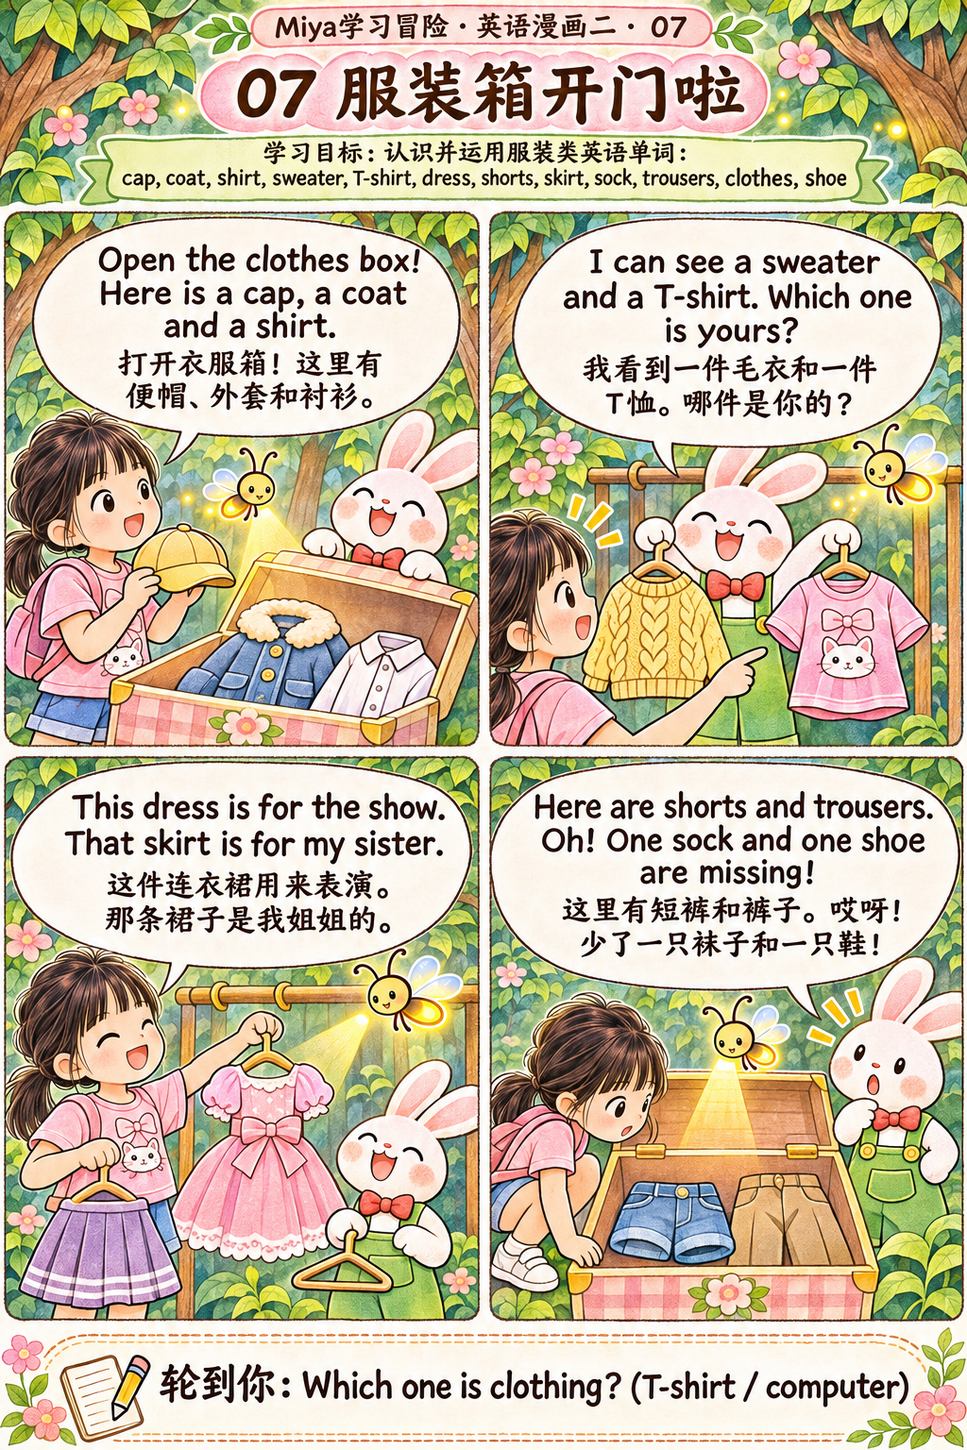 Miya学习冒险 · 英语漫画二 · 07
07 服装箱开门啦
学习目标：认识并运用服装类英语单词：
cap, coat, shirt, sweater, T-shirt, dress, shorts, skirt, sock, trousers, clothes, shoe
Open the clothes box!
Here is a cap, a coat
and a shirt.
打开衣服箱！这里有
便帽、外套和衬衫。
I can see a sweater
and a T-shirt. Which one
is yours?
我看到一件毛衣和一件
T恤。哪件是你的？
This dress is for the show.
That skirt is for my sister.
这件连衣裙用来表演。
那条裙子是我姐姐的。
Here are shorts and trousers.
Oh! One sock and one shoe
are missing!
这里有短裤和裤子。哎呀！
少了一只袜子和一只鞋！
轮到你：Which one is clothing? (T-shirt / computer)